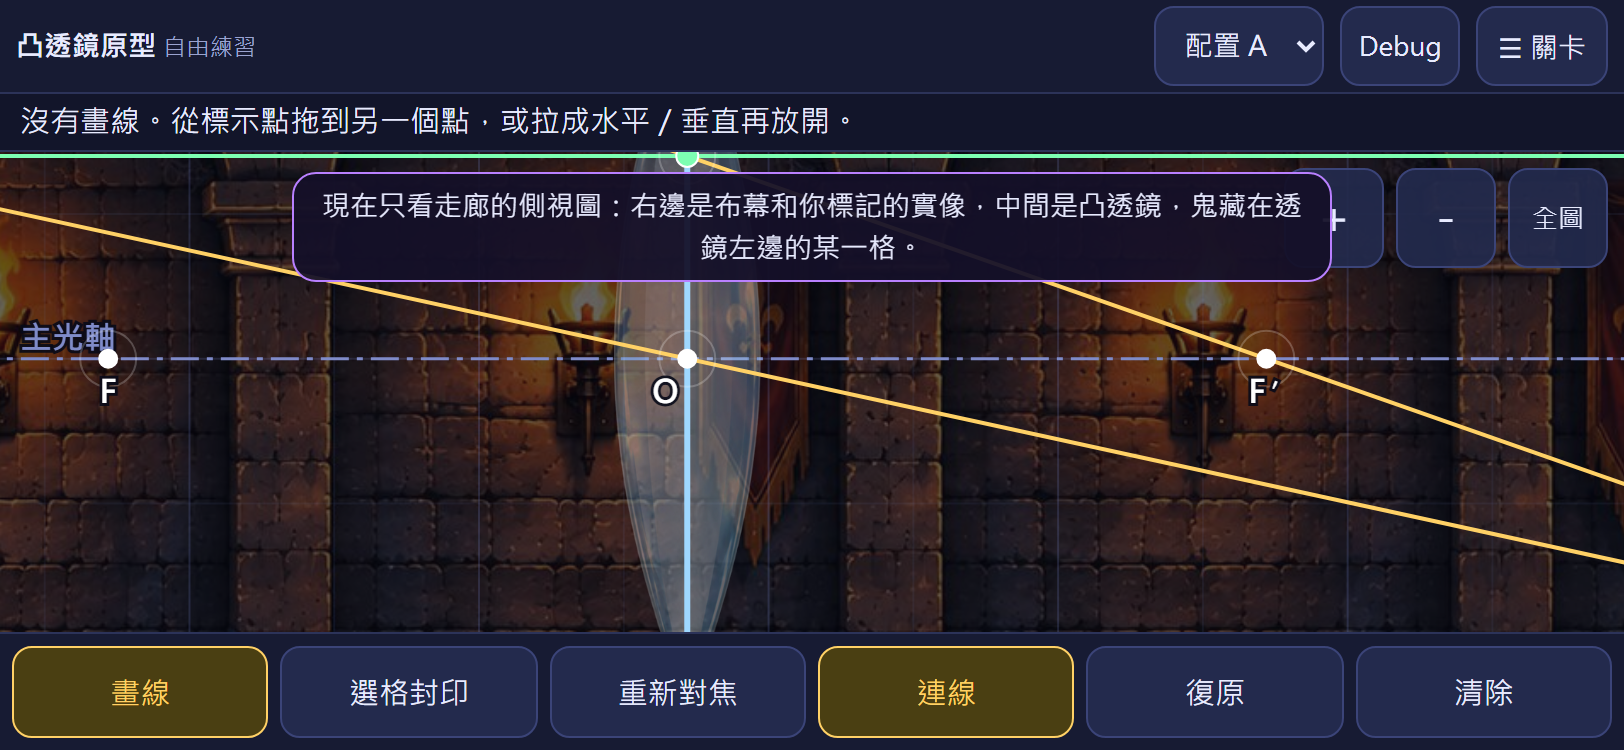 凸透鏡原型 自由練習
配置 A
Debug
☰ 關卡
沒有畫線。從標示點拖到另一個點，或拉成水平 / 垂直再放開。
現在只看走廊的側視圖：右邊是布幕和你標記的實像，中間是凸透鏡，鬼藏在透
鏡左邊的某一格。
+
−
全圖
主光軸
F
O
F′
畫線
選格封印
重新對焦
連線
復原
清除